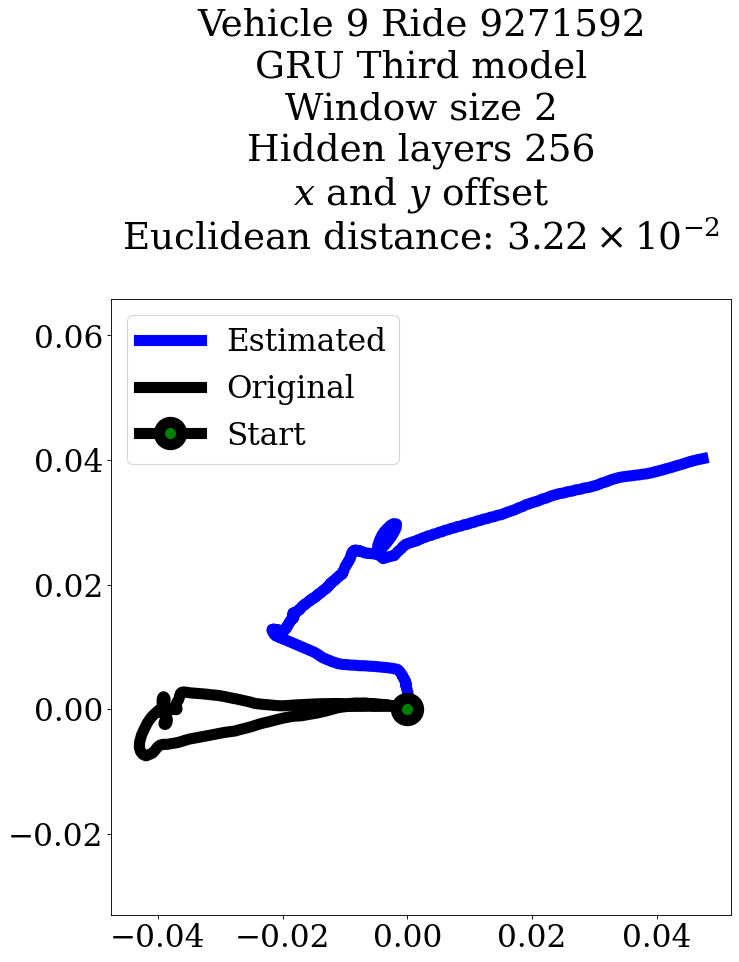 Vehicle 9 Ride 9271592
GRU Third model
Window size 2
Hidden layers 256
x and y offset
Euclidean distance: 3.22 × 10⁻²
Estimated
Original
Start
0.06
0.04
0.02
0.00
−0.02
−0.04 −0.02 0.00 0.02 0.04